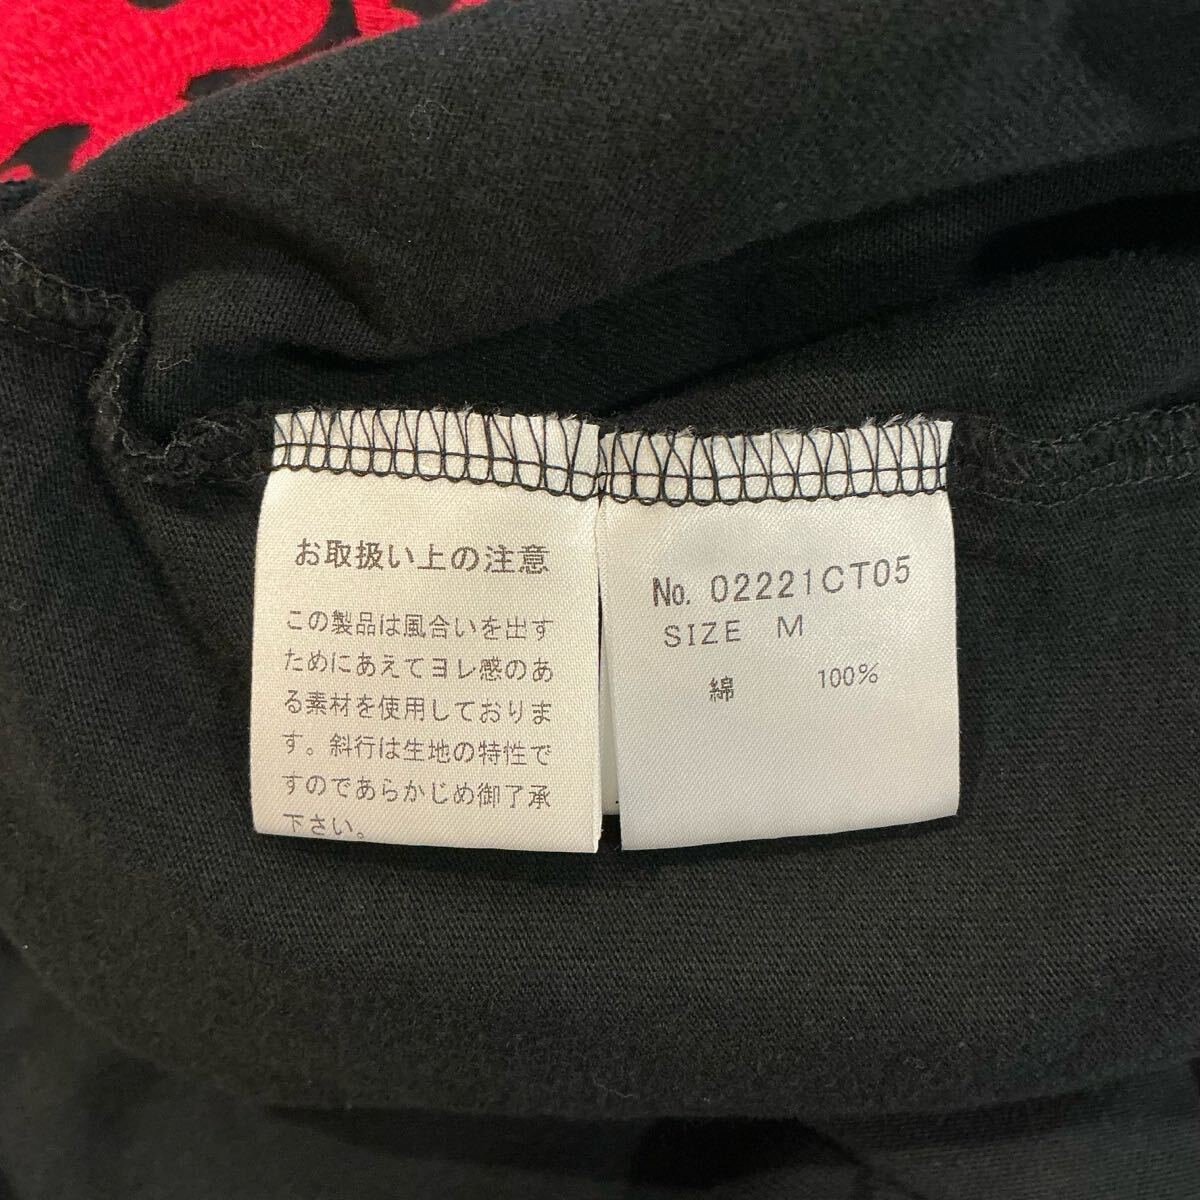 お取扱い上の注意
この製品は風合いを出す
ためにあえてヨレ感のあ
る素材を使用しておりま
す。斜行は生地の特性で
すのであらかじめ御了承
下さい。
No. 02221CT05
SIZE M
綿 100%